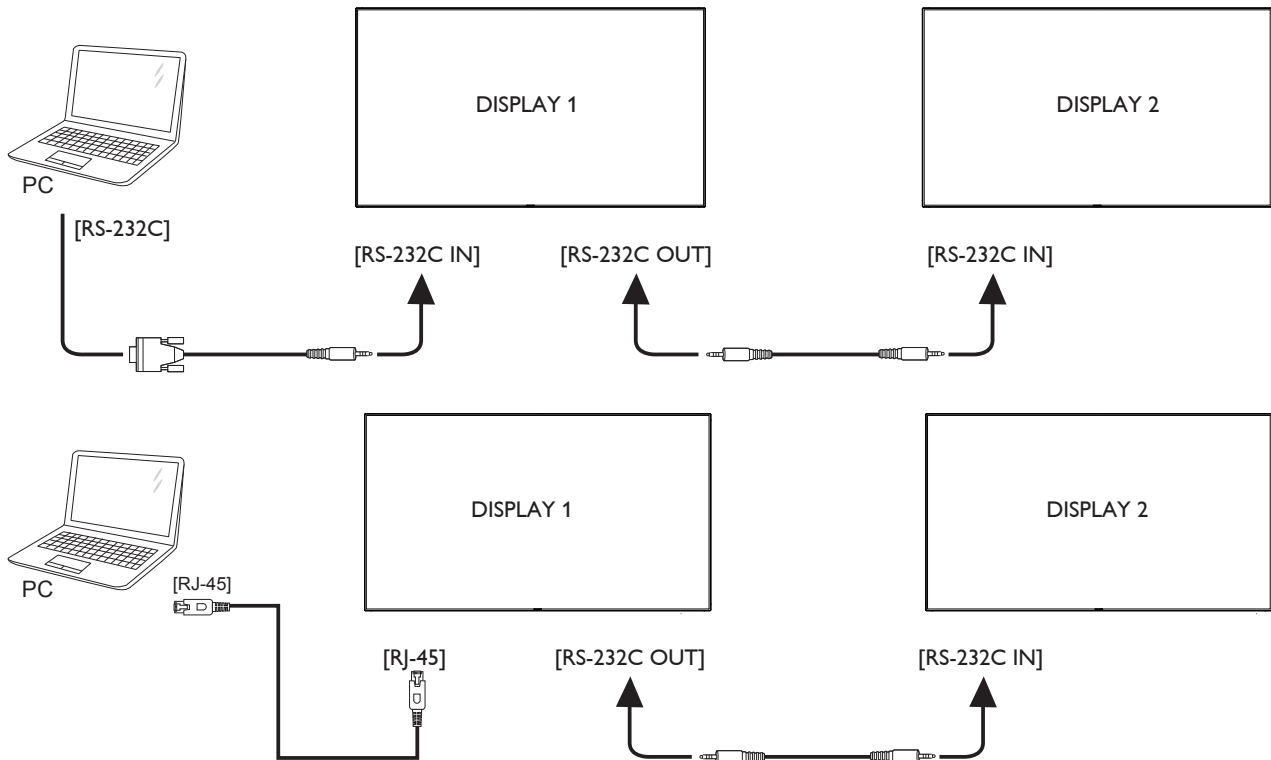 DISPLAY 1
DISPLAY 2
PC
[RS-232C]
[RS-232C IN]
[RS-232C OUT]
[RS-232C IN]
DISPLAY 1
DISPLAY 2
PC
[RJ-45]
[RJ-45]
[RS-232C OUT]
[RS-232C IN]